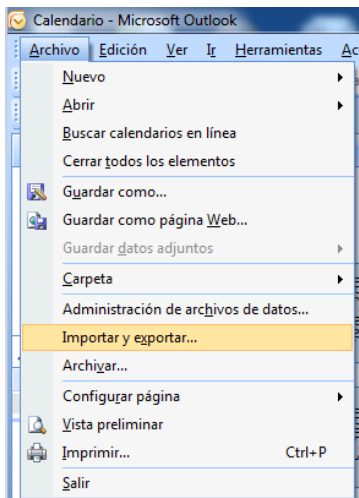 Calendario - Microsoft Outlook
Archivo Edición Ver Ir Herramientas Ac
Nuevo
Abrir
Buscar calendarios en línea
Cerrar todos los elementos
Guardar como...
Guardar como página Web...
Guardar datos adjuntos
Carpeta
Administración de archivos de datos...
Importar y exportar...
Archivar...
Configurar página
Vista preliminar
Imprimir... Ctrl+P
Salir